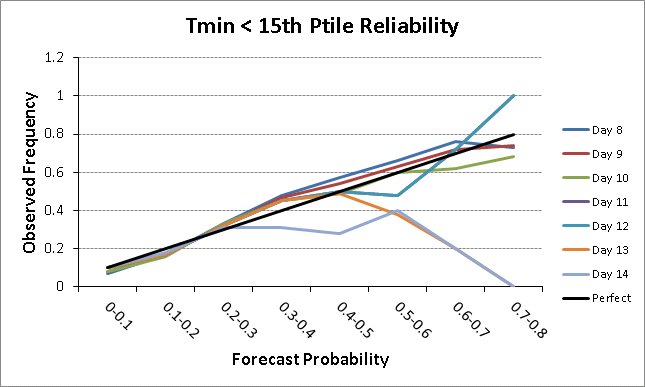 Tmin < 15th Ptile Reliability
1.2
1
0.8
0.6
0.4
0.2
0
Observed Frequency
0-0.1
0.1-0.2
0.2-0.3
0.3-0.4
0.4-0.5
0.5-0.6
0.6-0.7
0.7-0.8
Forecast Probability
Day 8
Day 9
Day 10
Day 11
Day 12
Day 13
Day 14
Perfect